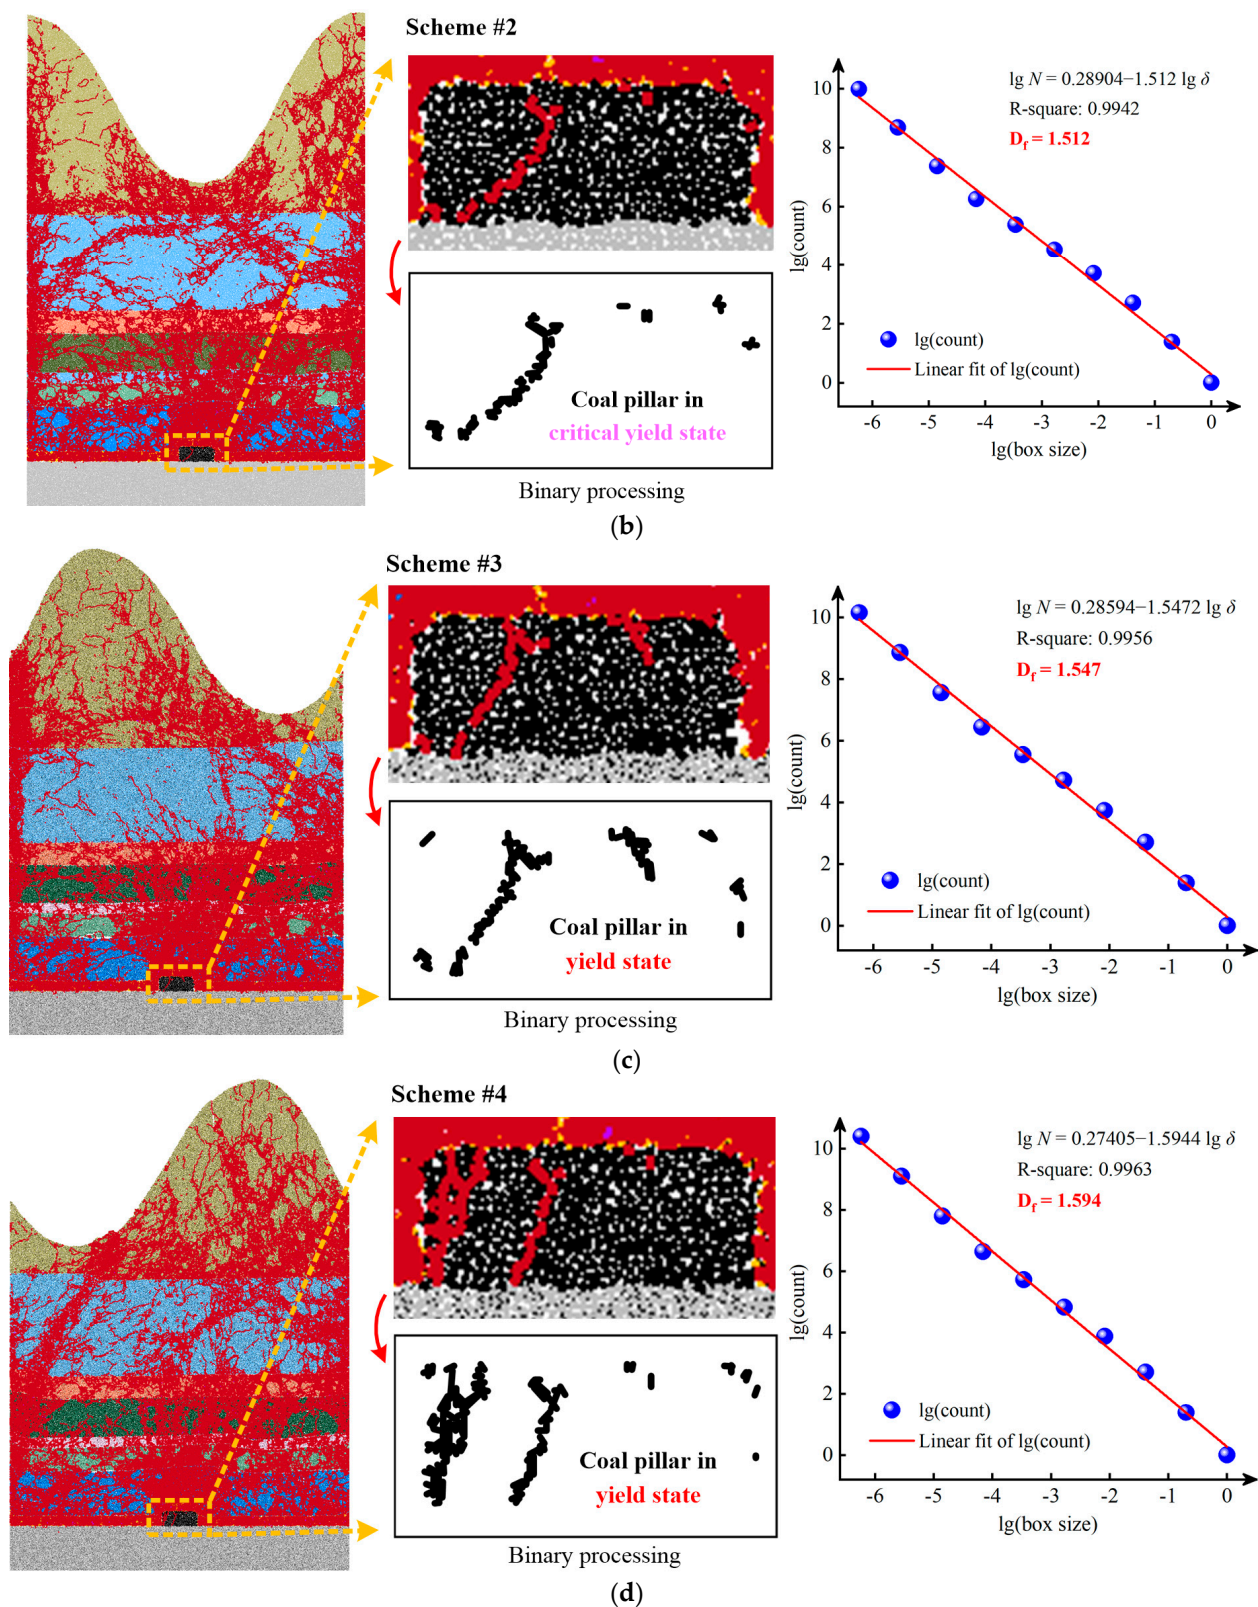 Scheme #2
lg N = 0.28904−1.512 lg δ
R-square: 0.9942
D_f = 1.512
10
8
6
4
2
0
lg(count)
lg(count)
Linear fit of lg(count)
-6 -5 -4 -3 -2 -1 0
lg(box size)
Coal pillar in
critical yield state
Binary processing
(b)
Scheme #3
lg N = 0.28594−1.5472 lg δ
R-square: 0.9956
D_f = 1.547
10
8
6
4
2
0
lg(count)
lg(count)
Linear fit of lg(count)
-6 -5 -4 -3 -2 -1 0
lg(box size)
Coal pillar in
yield state
Binary processing
(c)
Scheme #4
lg N = 0.27405−1.5944 lg δ
R-square: 0.9963
D_f = 1.594
10
8
6
4
2
0
lg(count)
lg(count)
Linear fit of lg(count)
-6 -5 -4 -3 -2 -1 0
lg(box size)
Coal pillar in
yield state
Binary processing
(d)